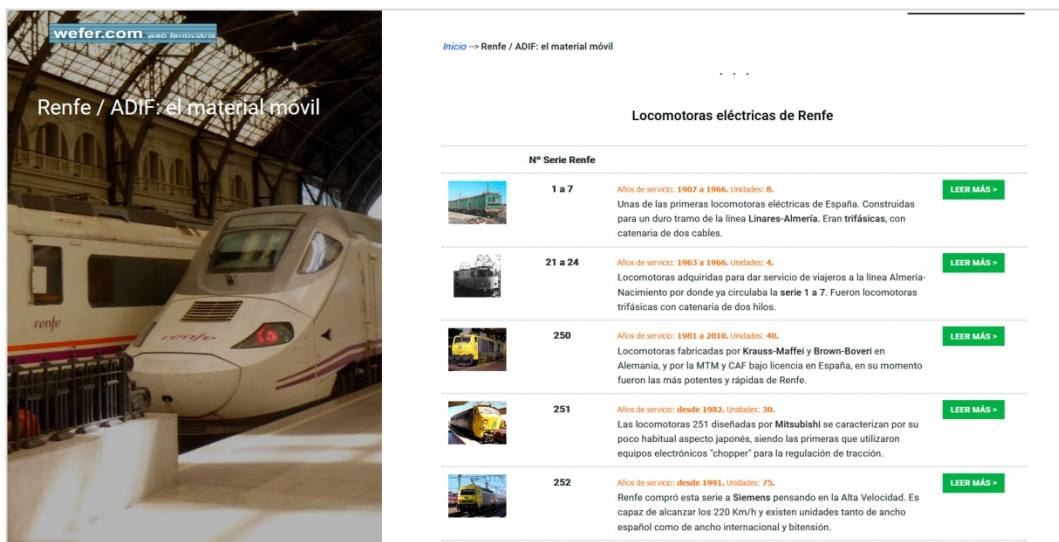 wefer.com web ferroviaria
Renfe / ADIF: el material móvil
renfe
renfe
Inicio --> Renfe / ADIF: el material móvil
. . .
Locomotoras eléctricas de Renfe
Nº Serie Renfe
1 a 7
Años de servicio: 1907 a 1966. Unidades: 8.
Unas de las primeras locomotoras eléctricas de España. Construidas
para un duro tramo de la línea Linares-Almería. Eran trifásicas, con
catenaria de dos cables.
LEER MÁS >
21 a 24
Años de servicio: 1963 a 1966. Unidades: 4.
Locomotoras adquiridas para dar servicio de viajeros a la línea Almería-
Nacimiento por donde ya circulaba la serie 1 a 7. Fueron locomotoras
trifásicas con catenaria de dos hilos.
LEER MÁS >
250
Años de servicio: 1981 a 2010. Unidades: 40.
Locomotoras fabricadas por Krauss-Maffei y Brown-Boveri en
Alemania, y por la MTM y CAF bajo licencia en España, en su momento
fueron las más potentes y rápidas de Renfe.
LEER MÁS >
251
Años de servicio: desde 1982. Unidades: 30.
Las locomotoras 251 diseñadas por Mitsubishi se caracterizan por su
poco habitual aspecto japonés, siendo las primeras que utilizaron
equipos electrónicos "chopper" para la regulación de tracción.
LEER MÁS >
252
Años de servicio: desde 1991. Unidades: 75.
Renfe compró esta serie a Siemens pensando en la Alta Velocidad. Es
capaz de alcanzar los 220 Km/h y existen unidades tanto de ancho
español como de ancho internacional y bitensión.
LEER MÁS >